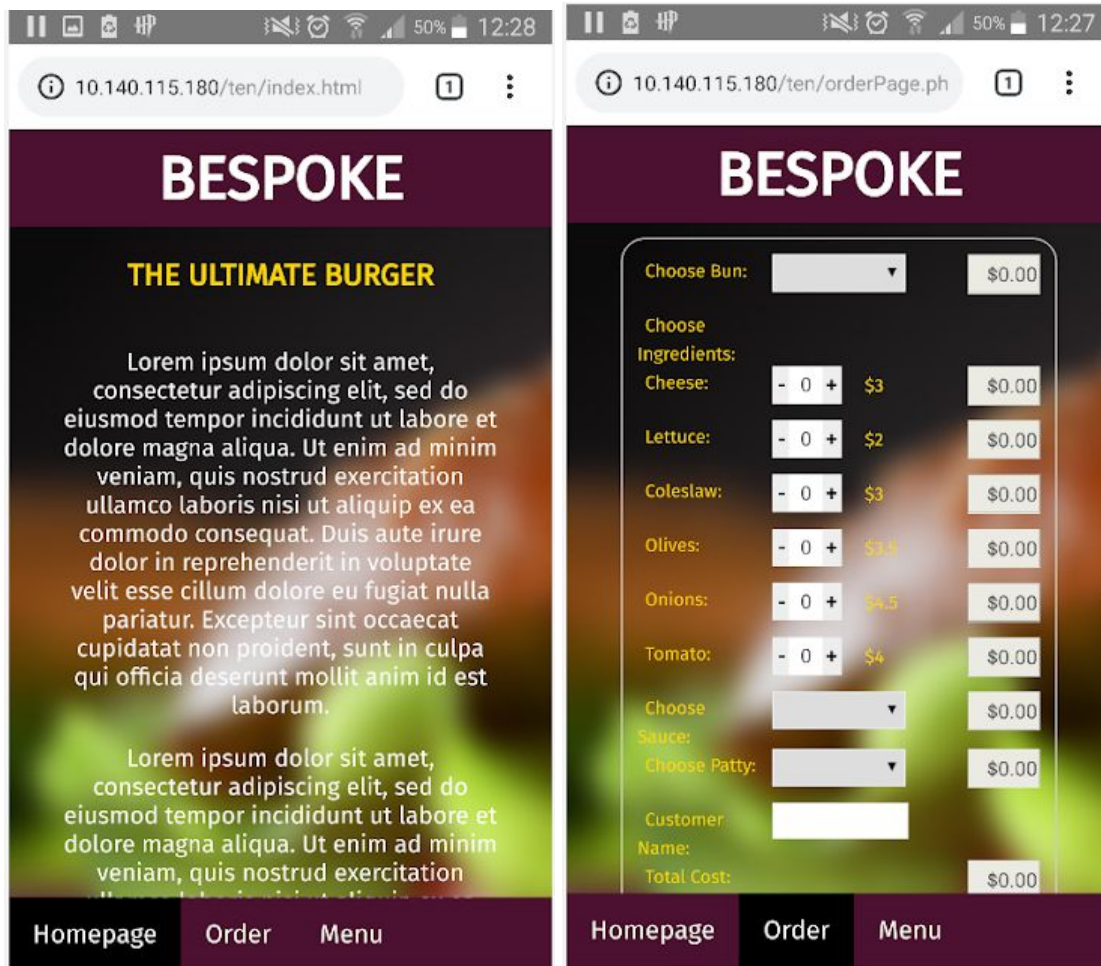 50% 12:28
10.140.115.180/ten/index.html
1
BESPOKE
THE ULTIMATE BURGER
Lorem ipsum dolor sit amet,
consectetur adipiscing elit, sed do
eiusmod tempor incididunt ut labore et
dolore magna aliqua. Ut enim ad minim
veniam, quis nostrud exercitation
ullamco laboris nisi ut aliquip ex ea
commodo consequat. Duis aute irure
dolor in reprehenderit in voluptate
velit esse cillum dolore eu fugiat nulla
pariatur. Excepteur sint occaecat
cupidatat non proident, sunt in culpa
qui officia deserunt mollit anim id est
laborum.
Lorem ipsum dolor sit amet,
consectetur adipiscing elit, sed do
eiusmod tempor incididunt ut labore et
dolore magna aliqua. Ut enim ad minim
veniam, quis nostrud exercitation
Homepage Order Menu
50% 12:27
10.140.115.180/ten/orderPage.ph
1
BESPOKE
Choose Bun: $0.00
Choose
Ingredients:
Cheese: - 0 + $3 $0.00
Lettuce: - 0 + $2 $0.00
Coleslaw: - 0 + $3 $0.00
Olives: - 0 + $3.5 $0.00
Onions: - 0 + $4.5 $0.00
Tomato: - 0 + $4 $0.00
Choose $0.00
Sauce:
Choose Patty: $0.00
Customer
Name:
Total Cost: $0.00
Homepage Order Menu